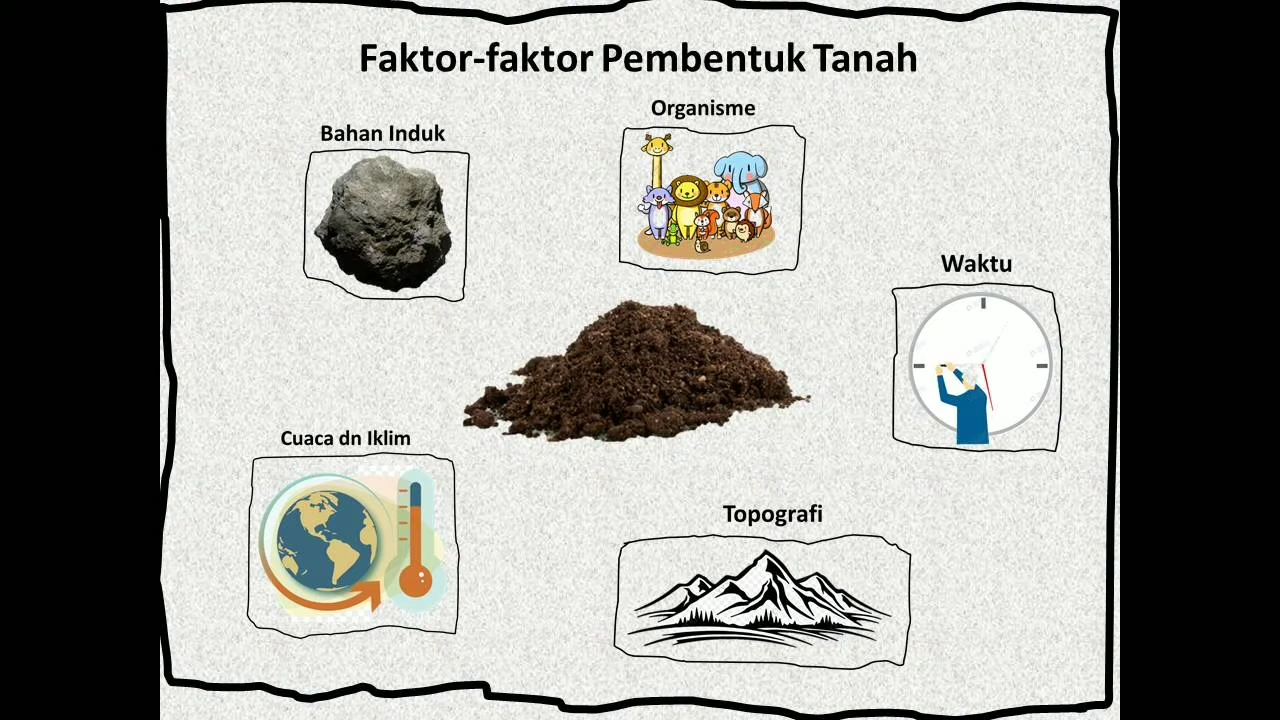 Faktor-faktor Pembentuk Tanah
Organisme
Bahan Induk
Waktu
Cuaca dn Iklim
Topografi